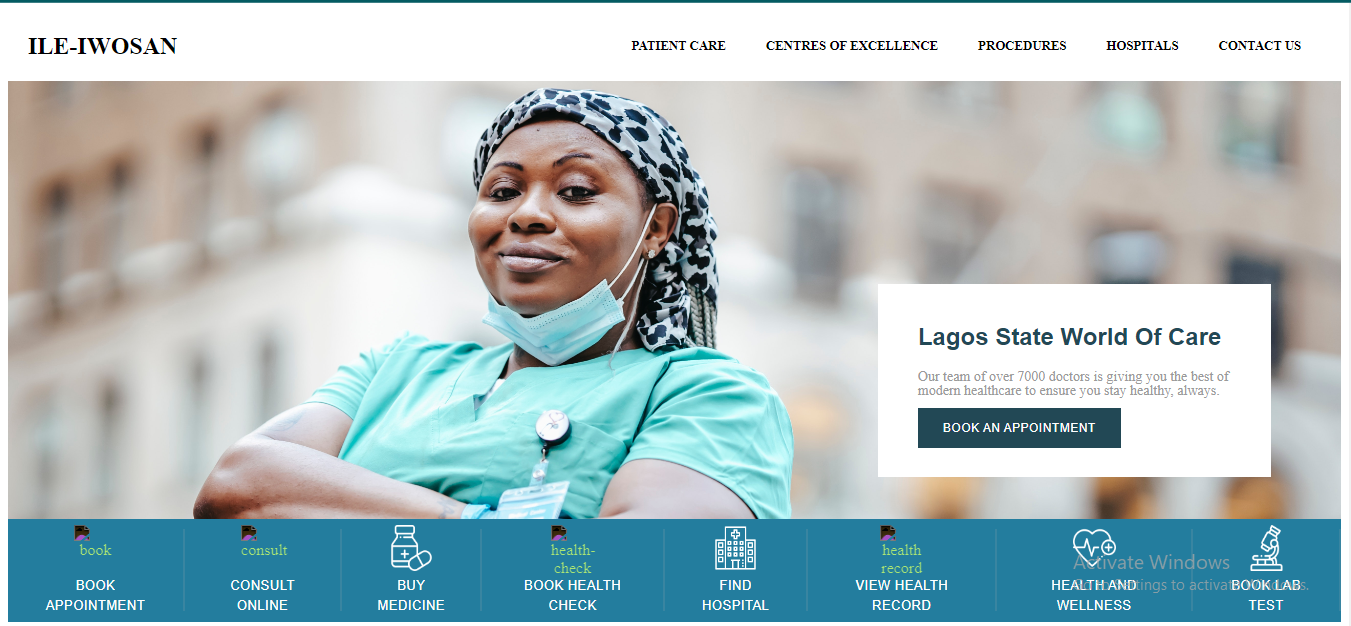 ILE-IWOSAN
PATIENT CARE CENTRES OF EXCELLENCE PROCEDURES HOSPITALS CONTACT US
Lagos State World Of Care
Our team of over 7000 doctors is giving you the best of
modern healthcare to ensure you stay healthy, always.
BOOK AN APPOINTMENT
book
BOOK
APPOINTMENT
consult
CONSULT
ONLINE
BUY
MEDICINE
health-
check
BOOK HEALTH
CHECK
FIND
HOSPITAL
health
record
VIEW HEALTH
RECORD
HEALTH AND
WELLNESS
BOOK LAB
TEST
Activate Windows
Go to Settings to activate Windows.